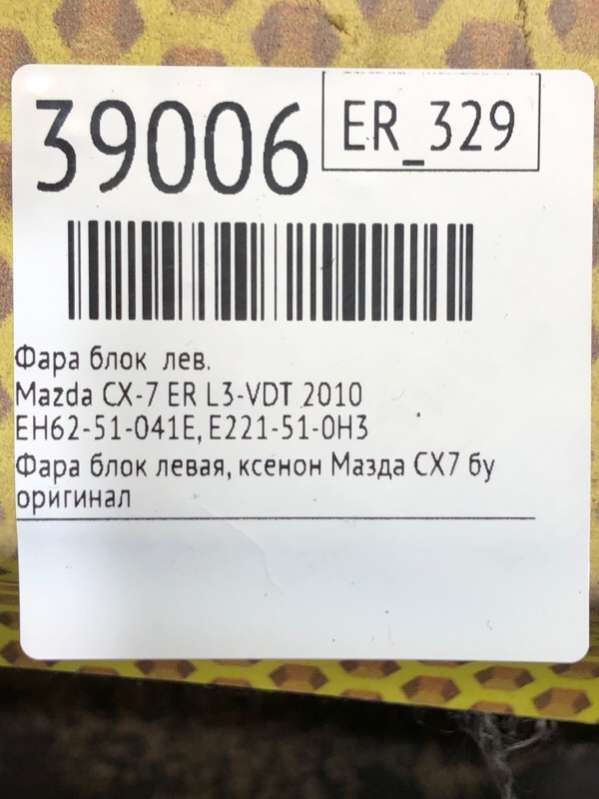 39006
ER_329
Фара блок лев.
Mazda CX-7 ER L3-VDT 2010
EH62-51-041E, E221-51-0H3
Фара блок левая, ксенон Мазда СХ7 бу
оригинал